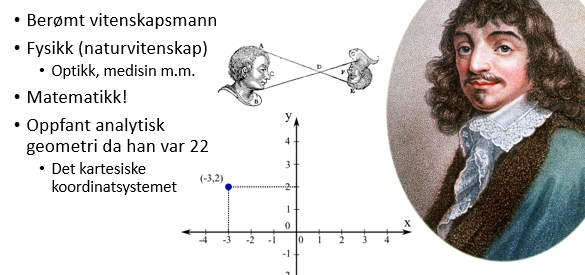 • Berømt vitenskapsmann
• Fysikk (naturvitenskap)
• Optikk, medisin m.m.
• Matematikk!
• Oppfant analytisk
geometri da han var 22
• Det kartesiske
koordinatsystemet
A
C
B
D
C
F
E
y
4
3
2
1
(-3,2)
x
-4 -3 -2 -1 0 1 2 3 4
-1